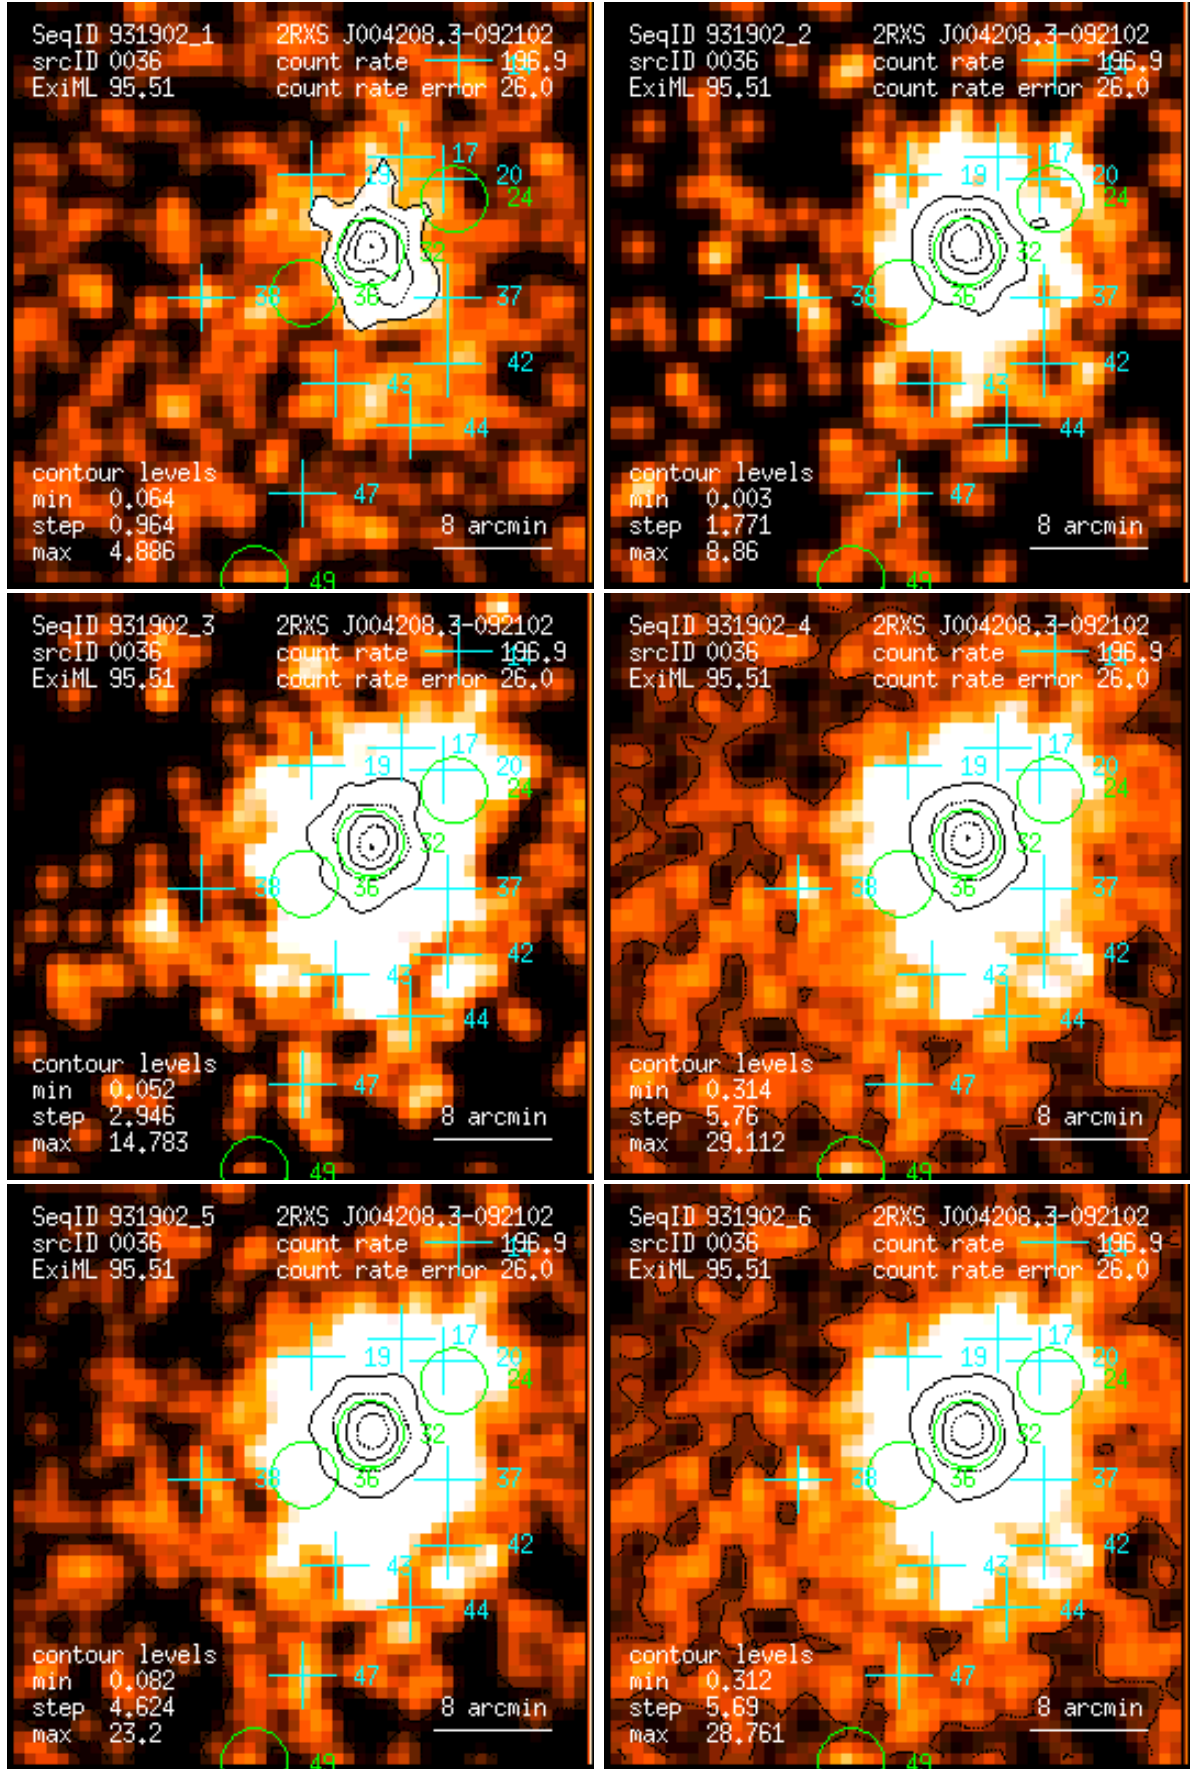 SeqID 931902_1 2RXS J004208.3-092102
srcID 0036 count rate 196.9
ExiML 95.51 count rate error 26.0
17
19 20
24
32
38 36 37
42
43
44
contour levels
min 0.064 47
step 0.964 8 arcmin
max 4.886
49
SeqID 931902_2 2RXS J004208.3-092102
srcID 0036 count rate 196.9
ExiML 95.51 count rate error 26.0
17
19 20
24
32
38 36 37
42
43
44
contour levels
min 0.003 47
step 1.771 8 arcmin
max 8.86
49
SeqID 931902_3 2RXS J004208.3-092102
srcID 0036 count rate 196.9
ExiML 95.51 count rate error 26.0
17
19 20
24
32
38 36 37
42
43
44
contour levels
min 0.052 47
step 2.946 8 arcmin
max 14.783
49
SeqID 931902_4 2RXS J004208.3-092102
srcID 0036 count rate 196.9
ExiML 95.51 count rate error 26.0
17
19 20
24
32
38 36 37
42
43
44
contour levels
min 0.314 47
step 5.76 8 arcmin
max 29.112
49
SeqID 931902_5 2RXS J004208.3-092102
srcID 0036 count rate 196.9
ExiML 95.51 count rate error 26.0
17
19 20
24
32
38 36 37
42
43
44
contour levels
min 0.082 47
step 4.624 8 arcmin
max 23.2
49
SeqID 931902_6 2RXS J004208.3-092102
srcID 0036 count rate 196.9
ExiML 95.51 count rate error 26.0
17
19 20
24
32
38 36 37
42
43
44
contour levels
min 0.312 47
step 5.69 8 arcmin
max 28.761
49